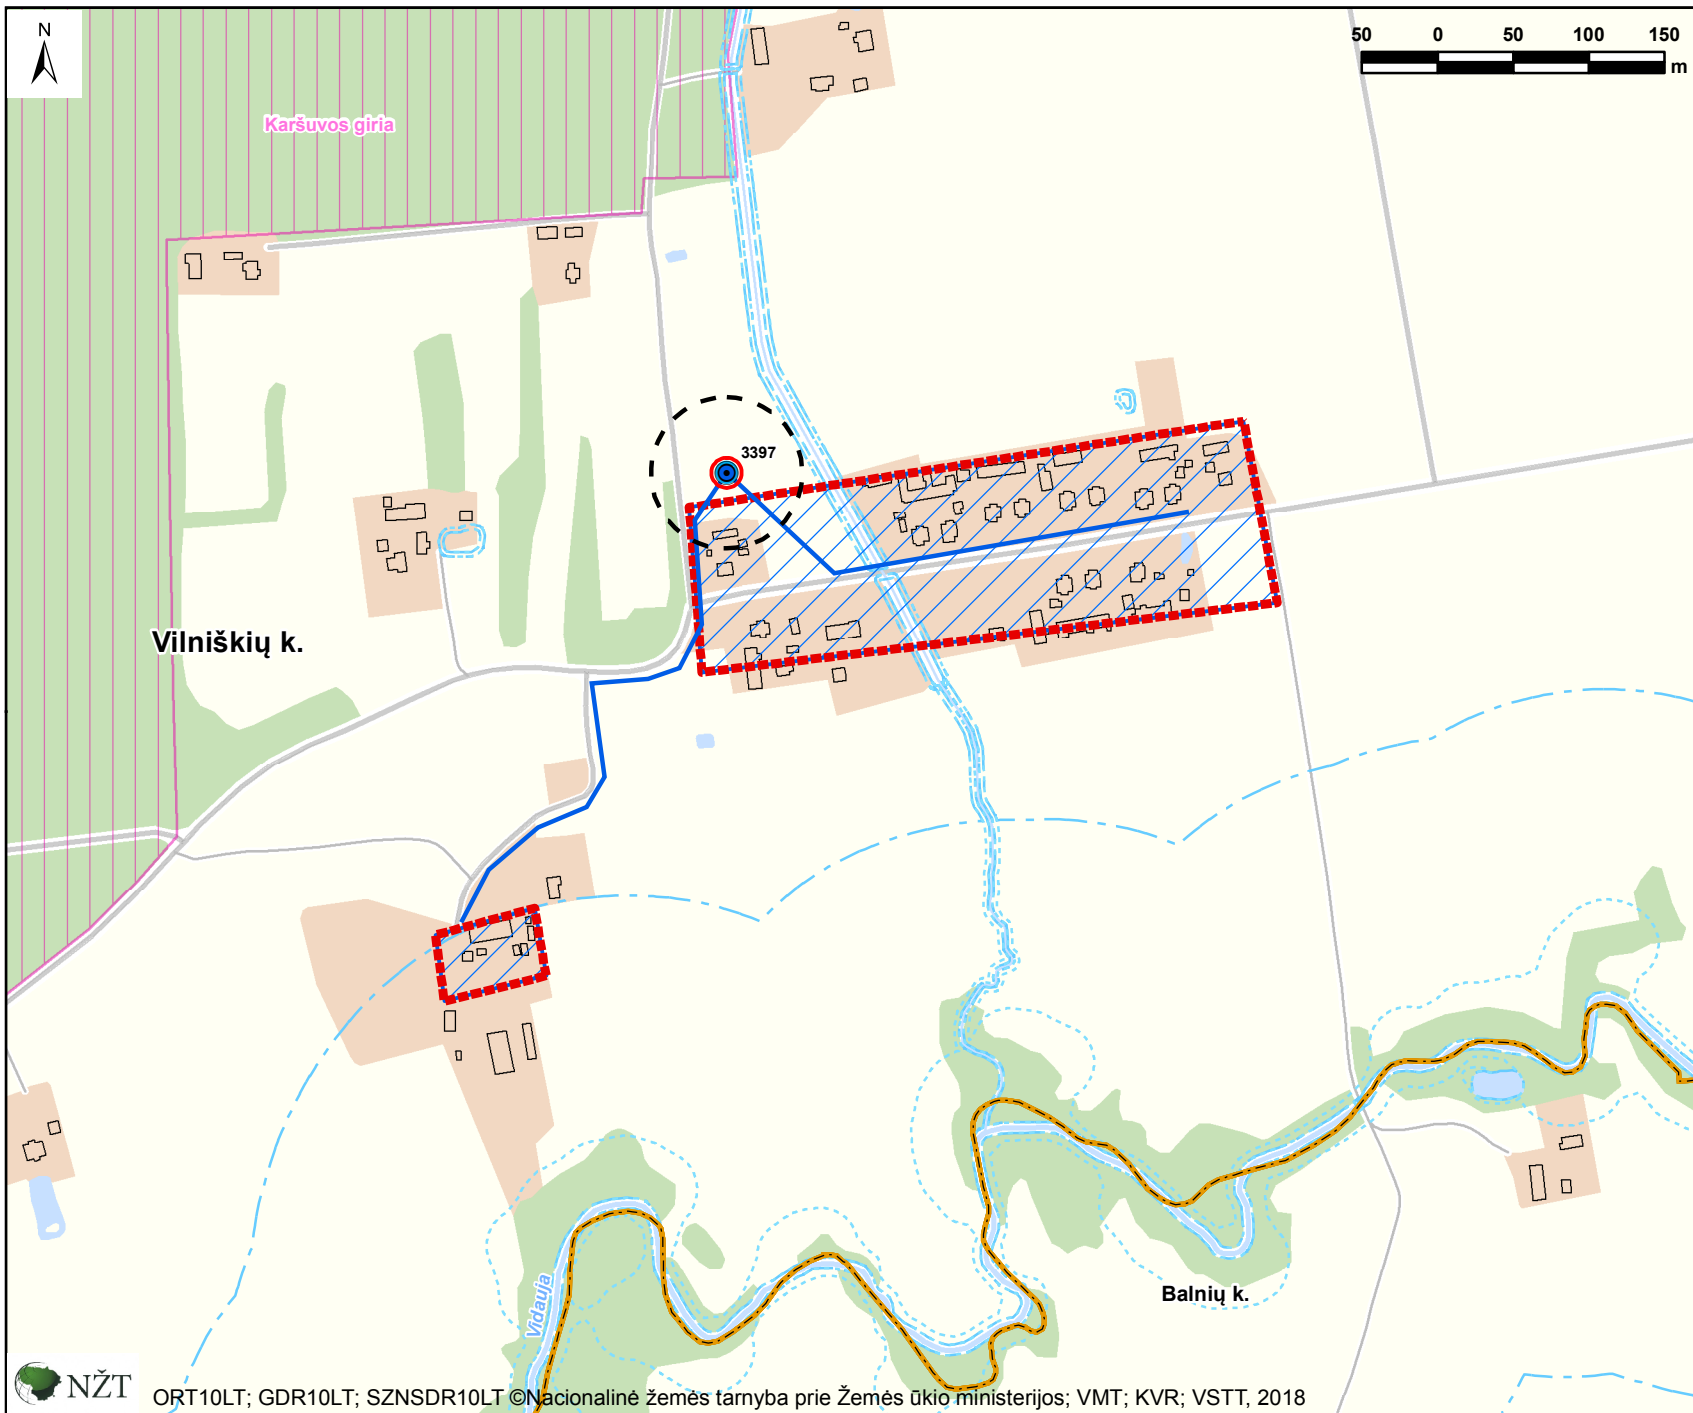 N
50 0 50 100 150
m
Karšuvos giria
3397
Vilniškių k.
Vidauja
Balnių k.
NŽT
ORT10LT; GDR10LT; SZNSDR10LT ©Nacionalinė žemės tarnyba prie Žemės ūkio ministerijos; VMT; KVR; VSTT, 2018